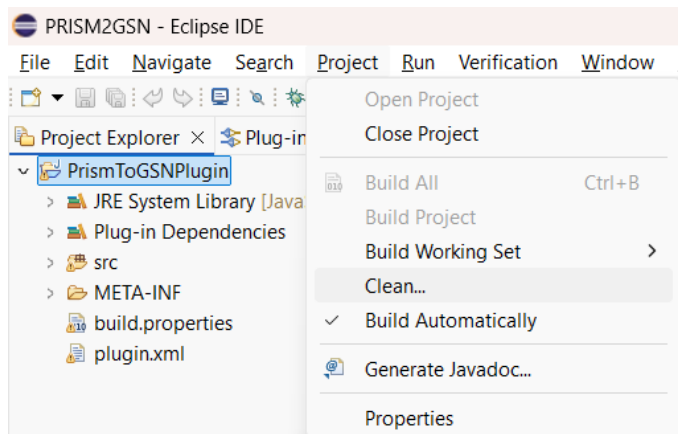 PRISM2GSN - Eclipse IDE
File Edit Navigate Search Project Run Verification Window
Project Explorer Plug-in
PrismToGSNPlugin
JRE System Library [Java
Plug-in Dependencies
src
META-INF
build.properties
plugin.xml
Open Project
Close Project
Build All Ctrl+B
Build Project
Build Working Set
Clean...
Build Automatically
Generate Javadoc...
Properties